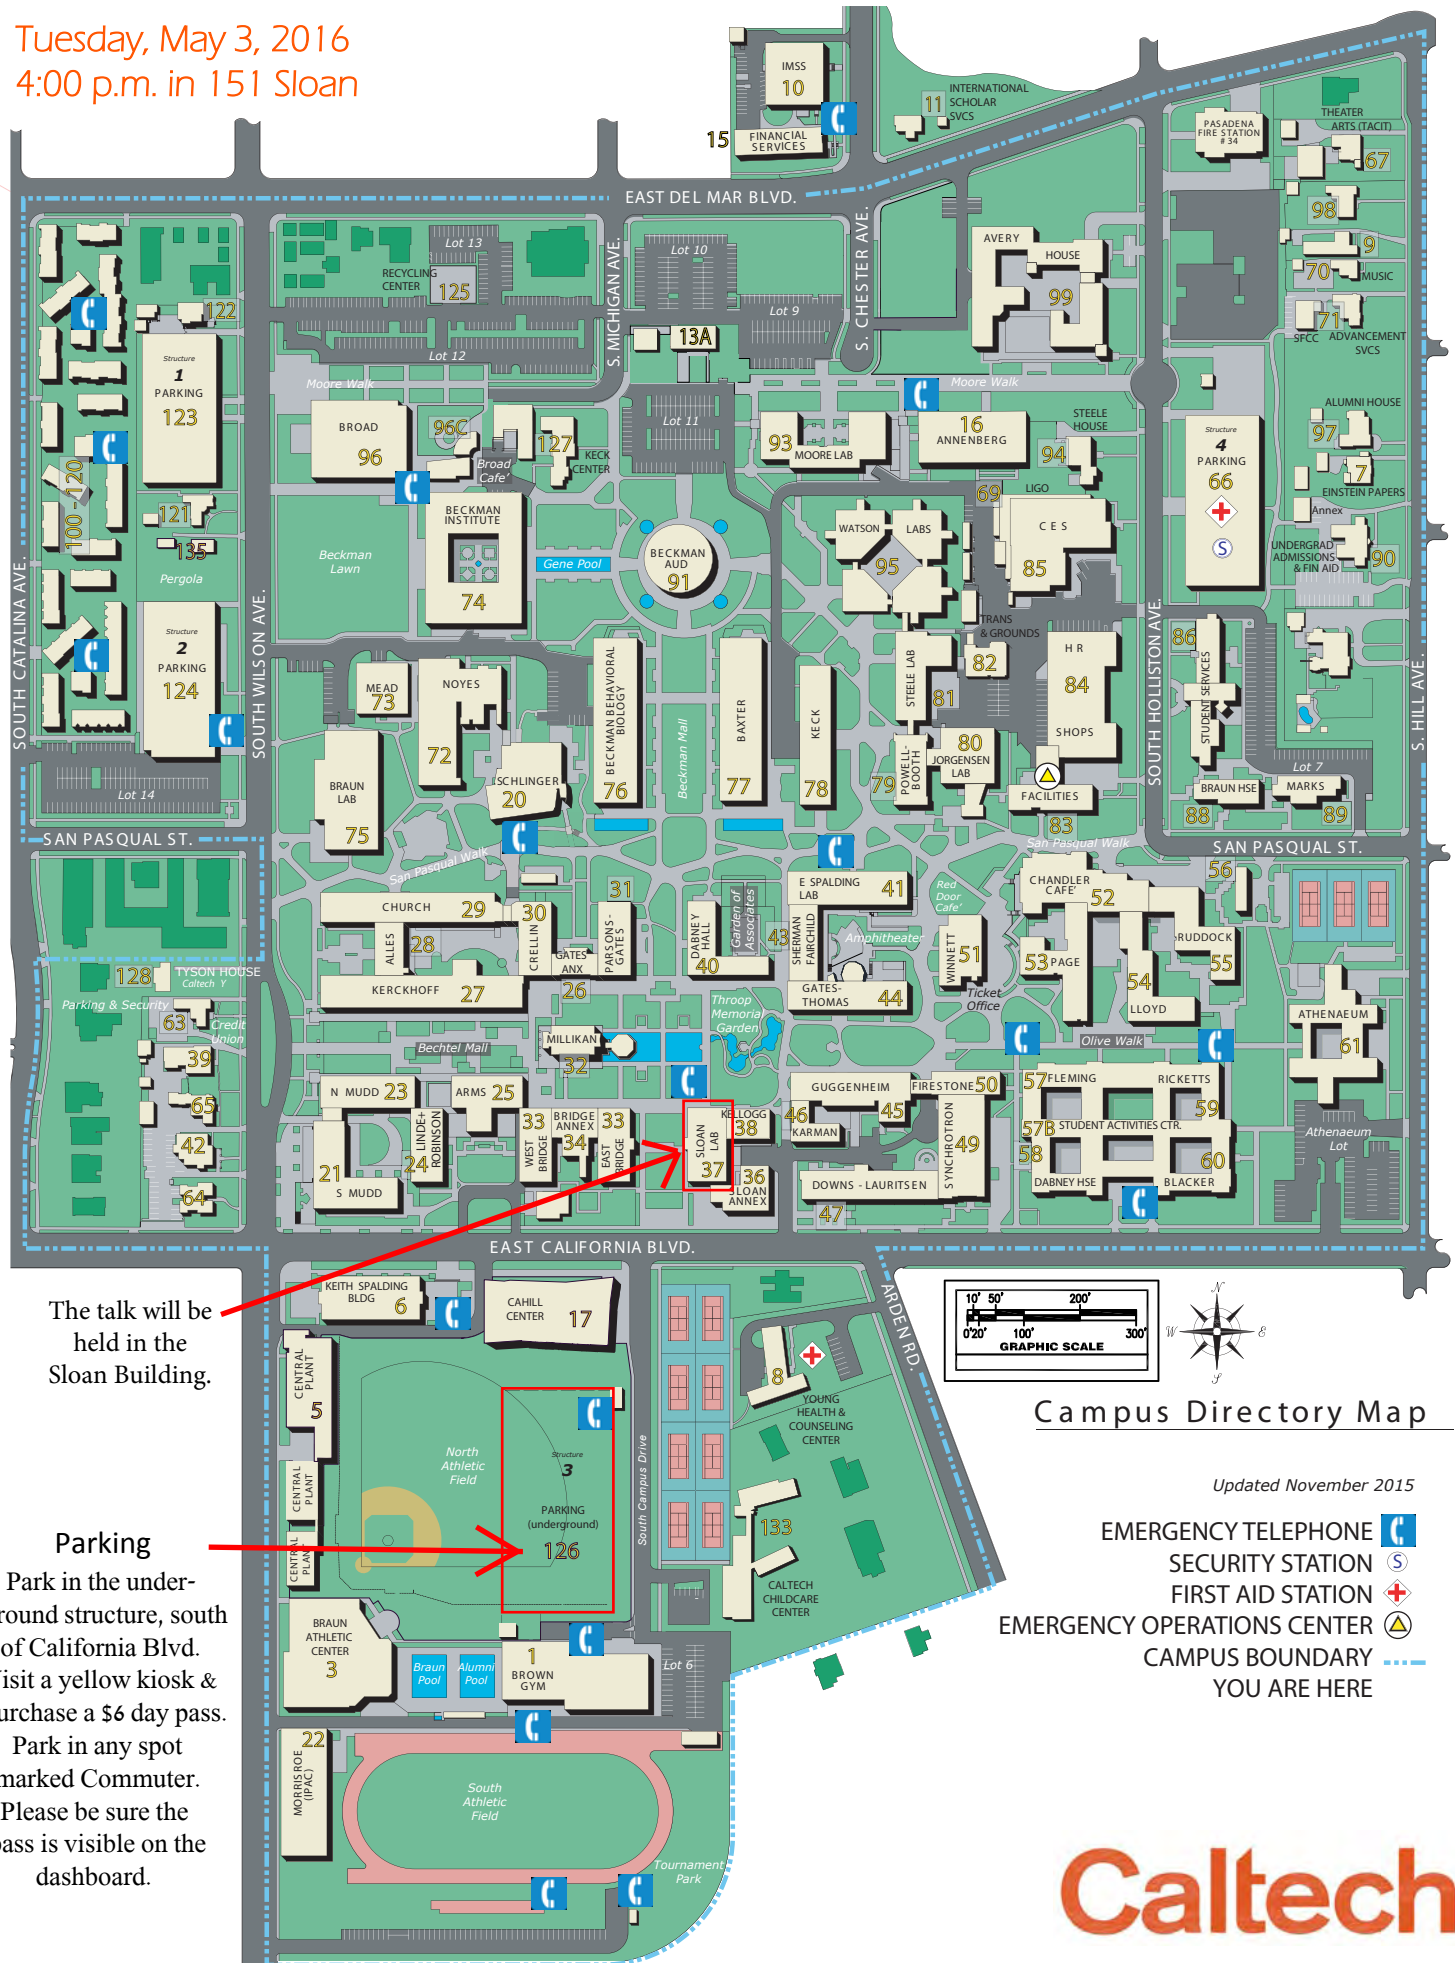 Tuesday, May 3, 2016
4:00 p.m. in 151 Sloan
IMSS
10
15
FINANCIAL
SERVICES
11
INTERNATIONAL
SCHOLAR
SVCS
PASADENA
FIRE STATION
# 34
THEATER
ARTS (TACIT)
67
98
9
70
MUSIC
71
SFCC
ADVANCEMENT
SVCS
EAST DEL MAR BLVD.
Lot 13
RECYCLING
CENTER
125
Lot 12
S. MICHIGAN AVE.
Lot 10
Lot 9
13A
S. CHESTER AVE.
AVERY
HOUSE
99
122
Structure
1
PARKING
123
Moore Walk
Moore Walk
BROAD
96
96C
Broad
Cafe'
127
KECK
CENTER
Lot 11
93
MOORE LAB
16
ANNENBERG
STEELE
HOUSE
94
Structure
4
PARKING
66
S
ALUMNI HOUSE
97
7
EINSTEIN PAPERS
Annex
UNDERGRAD
ADMISSIONS
& FIN AID
90
100 - 120
121
135
Pergola
Beckman
Lawn
BECKMAN
INSTITUTE
74
Gene Pool
BECKMAN
AUD
91
WATSON
LABS
95
69
LIGO
C E S
85
TRANS
& GROUNDS
SOUTH CATALINA AVE.
SOUTH WILSON AVE.
SOUTH HOLLISTON AVE.
S. HILL AVE.
Structure
2
PARKING
124
Lot 14
MEAD
73
NOYES
72
BRAUN
LAB
75
SCHLINGER
20
BECKMAN BEHAVIORAL
BIOLOGY
76
Beckman Mall
BAXTER
77
KECK
78
STEELE LAB
81
82
H R
84
SHOPS
79
POWELL-
BOOTH
80
JORGENSEN
LAB
FACILITIES
83
86
STUDENT SERVICES
Lot 7
BRAUN HSE
88
MARKS
89
SAN PASQUAL ST.
San Pasqual Walk
San Pasqual Walk
SAN PASQUAL ST.
CHURCH
29
ALLES
28
KERCKHOFF
27
30
CRELLIN
GATES
ANX
26
31
PARSONS-
GATES
DABNEY
HALL
40
Garden of
Associates
43
E SPALDING
LAB
41
SHERMAN
FAIRCHILD
Amphitheater
GATES-
THOMAS
44
Red
Door
Cafe'
WINNETT
51
Ticket
Office
CHANDLER
CAFE'
52
53
PAGE
54
LLOYD
RUDDOCK
55
56
128
TYSON HOUSE
Caltech Y
Parking & Security
63
Credit
Union
39
65
42
64
Bechtel Mall
MILLIKAN
32
Throop
Memorial
Garden
Olive Walk
ATHENAEUM
61
Athenaeum
Lot
N MUDD
23
21
S MUDD
24
LINDE+
ROBINSON
ARMS
25
33
WEST
BRIDGE
BRIDGE
ANNEX
34
33
EAST
BRIDGE
SLOAN
LAB
37
KELLOGG
38
36
SLOAN
ANNEX
GUGGENHEIM
46
KARMAN
45
FIRESTONE
50
SYNCHROTRON
49
DOWNS - LAURITSEN
47
57
FLEMING
RICKETTS
59
57B
STUDENT ACTIVITIES CTR.
58
DABNEY HSE
60
BLACKER
EAST CALIFORNIA BLVD.
The talk will be
held in the
Sloan Building.
KEITH SPALDING
BLDG
6
CAHILL
CENTER
17
CENTRAL
PLANT
5
CENTRAL
PLANT
CENTRAL
PLANT
North
Athletic
Field
Structure
3
PARKING
(underground)
126
South Campus Drive
8
YOUNG
HEALTH &
COUNSELING
CENTER
133
CALTECH
CHILDCARE
CENTER
ARDEN RD.
10' 50' 200'
0'20' 100' 300'
GRAPHIC SCALE
N
W
E
S
Campus Directory Map
Updated November 2015
EMERGENCY TELEPHONE
SECURITY STATION S
FIRST AID STATION
EMERGENCY OPERATIONS CENTER
CAMPUS BOUNDARY
YOU ARE HERE
Parking
Park in the under-
round structure, south
of California Blvd.
isit a yellow kiosk &
urchase a $6 day pass.
Park in any spot
marked Commuter.
Please be sure the
pass is visible on the
dashboard.
BRAUN
ATHLETIC
CENTER
3
Braun
Pool
Alumni
Pool
1
BROWN
GYM
Lot 6
22
MORRISROE
(IPAC)
South
Athletic
Field
Tournament
Park
Caltech